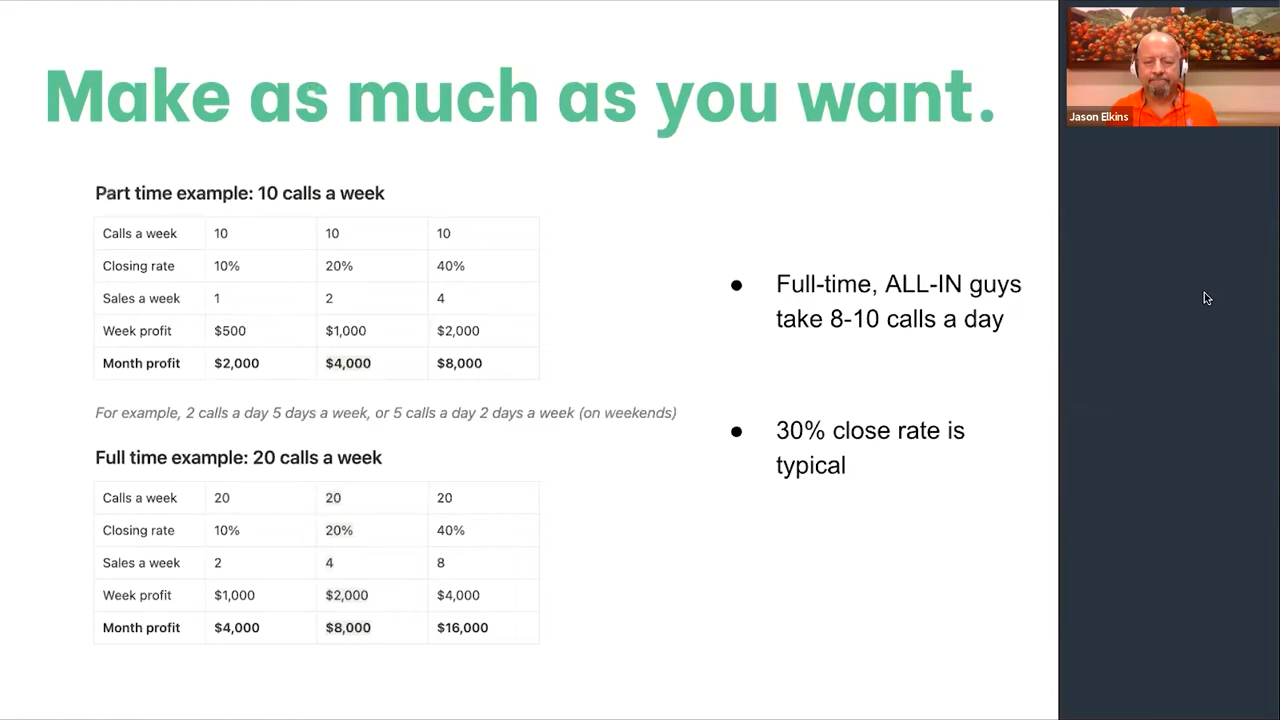 Make as much as you want.
Jason Elkins
Part time example: 10 calls a week
Calls a week 10 10 10
Closing rate 10% 20% 40%
Sales a week 1 2 4
Week profit $500 $1,000 $2,000
Month profit $2,000 $4,000 $8,000
For example, 2 calls a day 5 days a week, or 5 calls a day 2 days a week (on weekends)
Full time example: 20 calls a week
Calls a week 20 20 20
Closing rate 10% 20% 40%
Sales a week 2 4 8
Week profit $1,000 $2,000 $4,000
Month profit $4,000 $8,000 $16,000
● Full-time, ALL-IN guys
take 8-10 calls a day
● 30% close rate is
typical